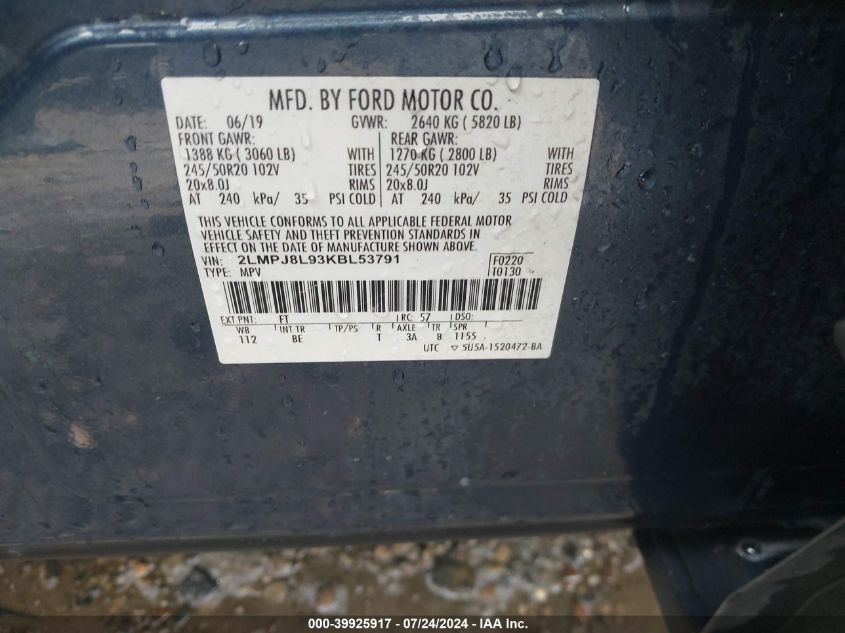 MFD. BY FORD MOTOR CO.
DATE: 06/19 GVWR: 2640 KG ( 5820 LB)
FRONT GAWR: REAR GAWR:
1388 KG ( 3060 LB) WITH 1270 KG ( 2800 LB) WITH
245/50R20 102V TIRES 245/50R20 102V TIRES
20x8.0J RIMS 20x8.0J RIMS
AT 240 kPa/ 35 PSI COLD AT 240 kPa/ 35 PSI COLD
THIS VEHICLE CONFORMS TO ALL APPLICABLE FEDERAL MOTOR
VEHICLE SAFETY AND THEFT PREVENTION STANDARDS IN
EFFECT ON THE DATE OF MANUFACTURE SHOWN ABOVE.
VIN: 2LMPJ8L93KBL53791 F0220
TYPE: MPV T0130
EXT PNT: FT RC: 57 DSO:
WB INT TR TP/PS R AXLE TR SPR
112 BE T 3A 8 1155
UTC ▽ 5U5A-1520472-BA
000-39925917 / 07/24/2024 / IAA Inc.